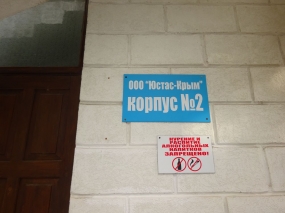 ООО "Юстас-Крым"
корпус №2
КУРЕНИЕ И
РАСПИТИЕ
АЛКОГОЛЬНЫХ
НАПИТКОВ
ЗАПРЕЩЕНО!